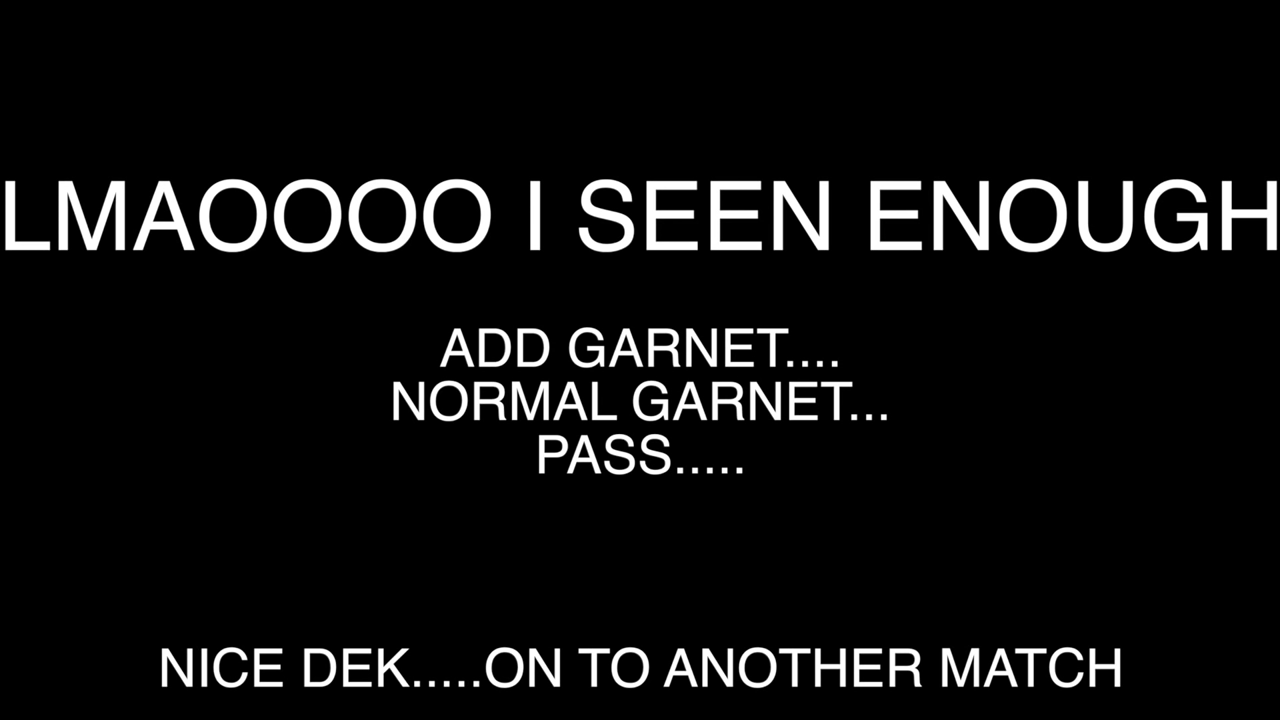 LMAOOOO I SEEN ENOUGH
ADD GARNET....
NORMAL GARNET...
PASS.....
NICE DEK.....ON TO ANOTHER MATCH